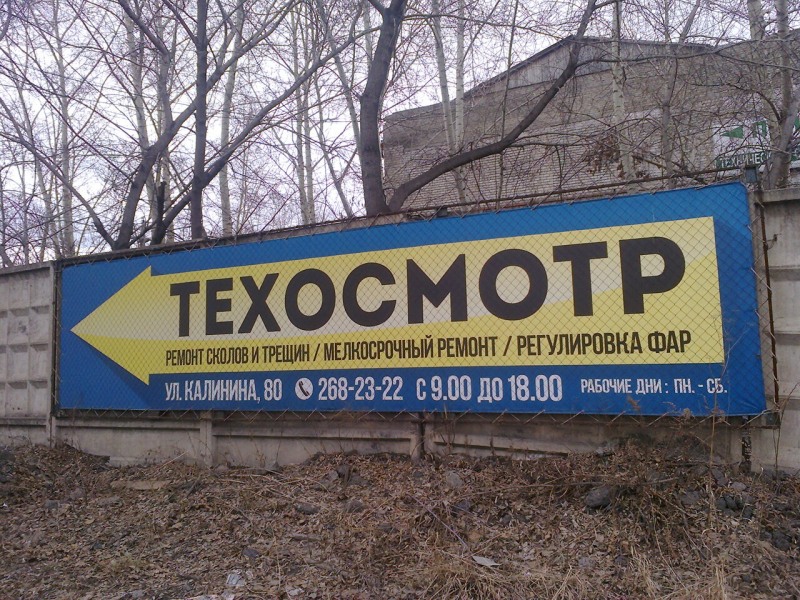 ТЕХНИЧЕС
ТЕХОСМОТР
РЕМОНТ СКОЛОВ И ТРЕЩИН / МЕЛКОСРОЧНЫЙ РЕМОНТ / РЕГУЛИРОВКА ФАР
УЛ. КАЛИНИНА, 80 268-23-22 С 9.00 ДО 18.00 РАБОЧИЕ ДНИ : ПН. - СБ.